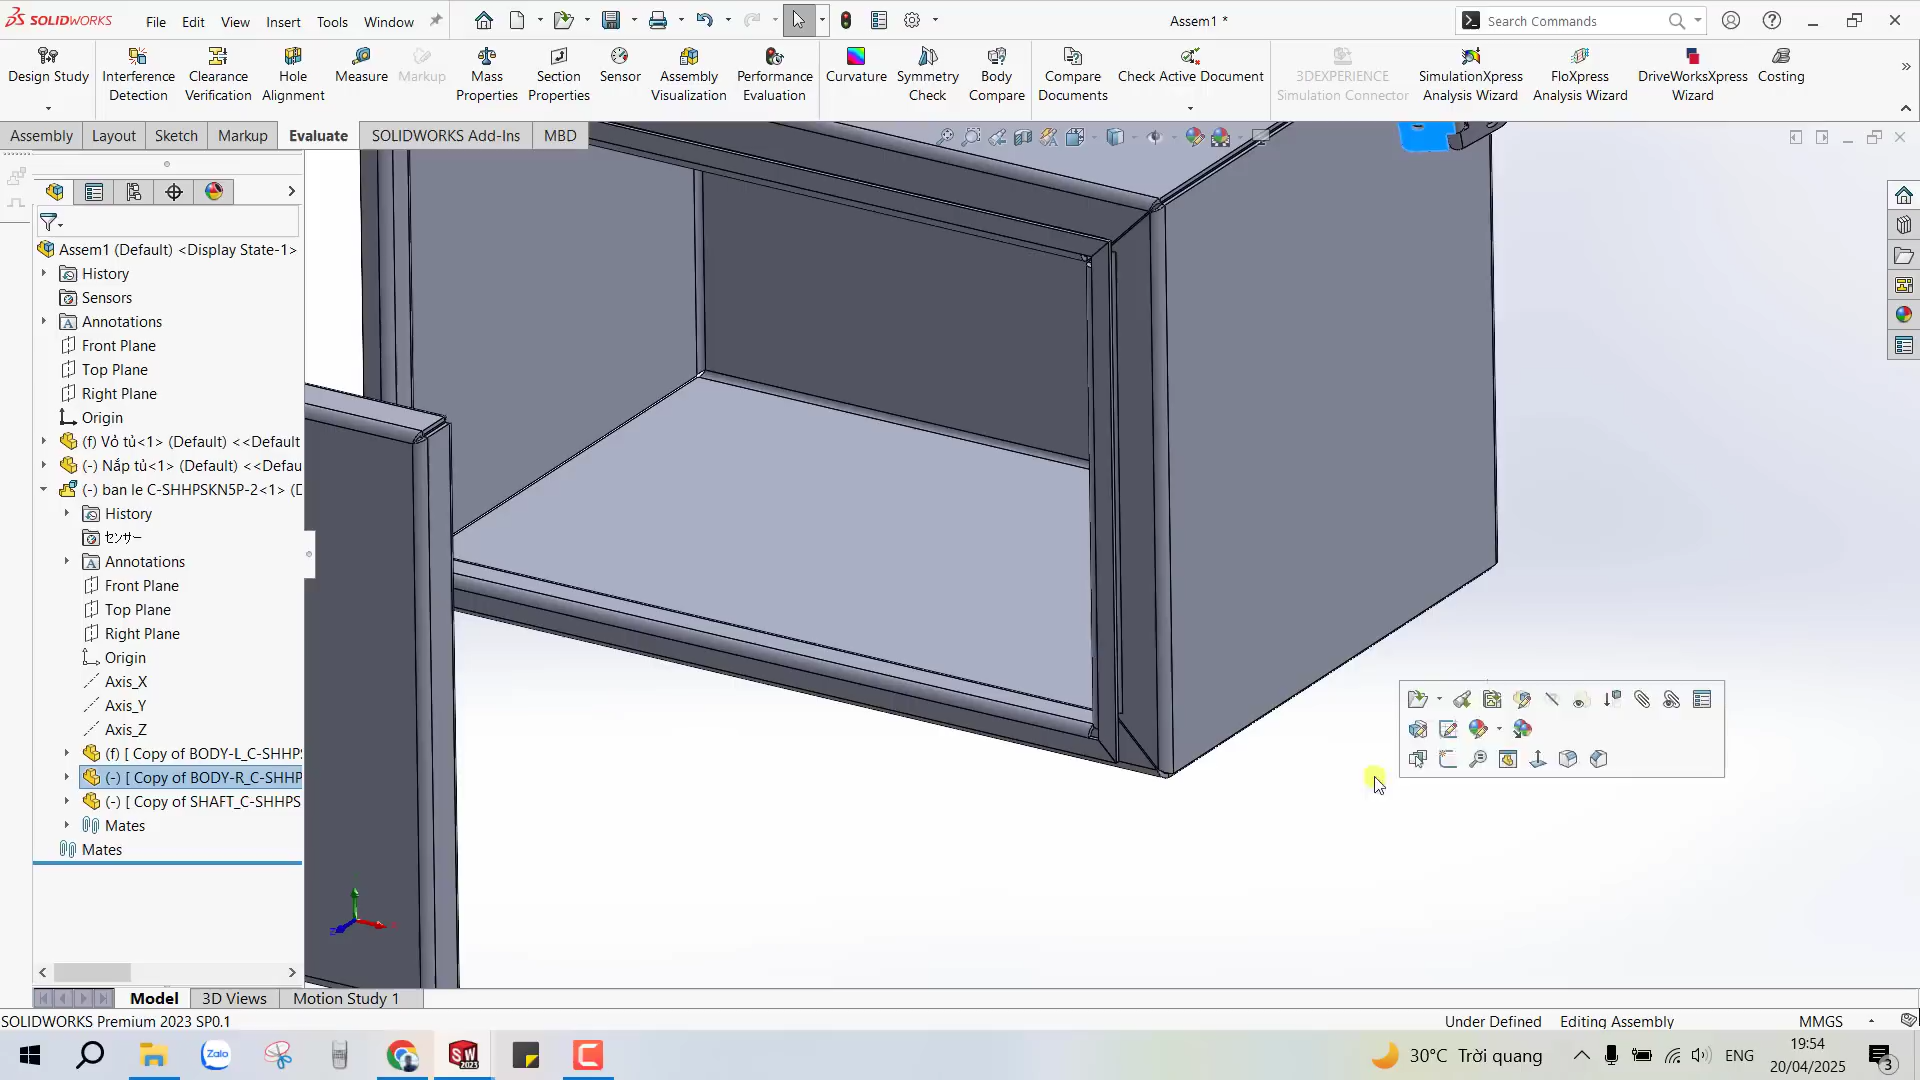 SOLIDWORKS File Edit View Insert Tools Window Assem1 * Search Commands
Design Study
Interference Detection
Clearance Verification
Hole Alignment
Measure
Markup
Mass Properties
Section Properties
Sensor
Assembly Visualization
Performance Evaluation
Curvature
Symmetry Check
Body Compare
Compare Documents
Check Active Document
3DEXPERIENCE Simulation Connector
SimulationXpress Analysis Wizard
FloXpress Analysis Wizard
DriveWorksXpress Wizard
Costing
Assembly Layout Sketch Markup Evaluate SOLIDWORKS Add-Ins MBD
Assem1 (Default) <Display State-1>
History
Sensors
Annotations
Front Plane
Top Plane
Right Plane
Origin
(f) Vỏ tủ<1> (Default) <<Default
(-) Nắp tủ<1> (Default) <<Defau
(-) ban le C-SHHPSKN5P-2<1> (D
History
センサー
Annotations
Front Plane
Top Plane
Right Plane
Origin
Axis_X
Axis_Y
Axis_Z
(f) [ Copy of BODY-L_C-SHHP
(-) [ Copy of BODY-R_C-SHHP
(-) [ Copy of SHAFT_C-SHHPS
Mates
Mates
Model 3D Views Motion Study 1
SOLIDWORKS Premium 2023 SP0.1 Under Defined Editing Assembly MMGS
Zalo SW 2023 30°C Trời quang ENG 19:54
20/04/2025 3